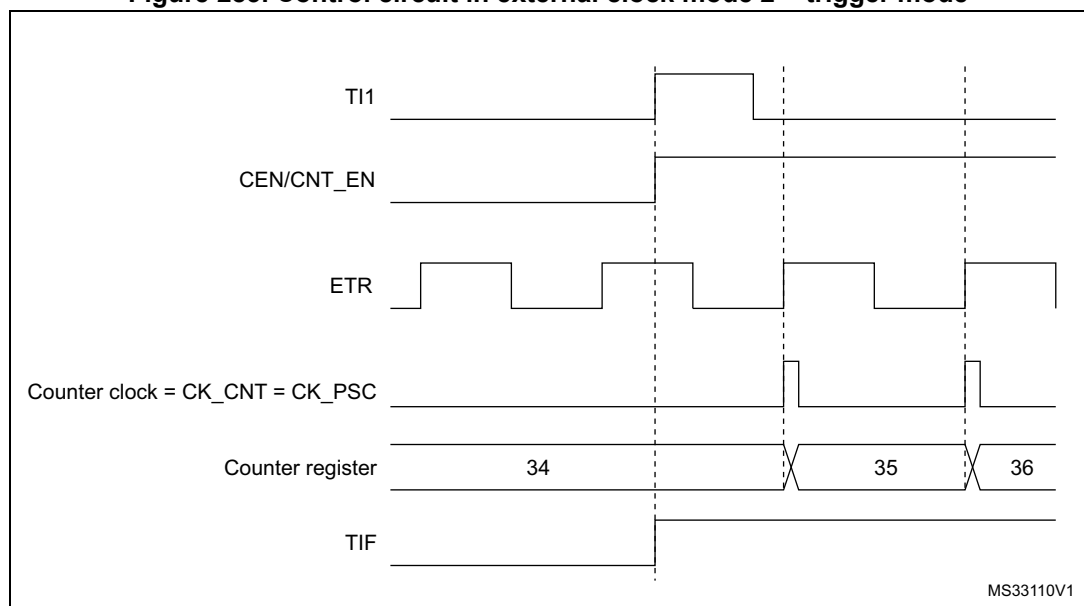 Figure Control circuit in external clock mode 2 + trigger mode
TI1
CEN/CNT_EN
ETR
Counter clock = CK_CNT = CK_PSC
Counter register 34 35 36
TIF
MS33110V1